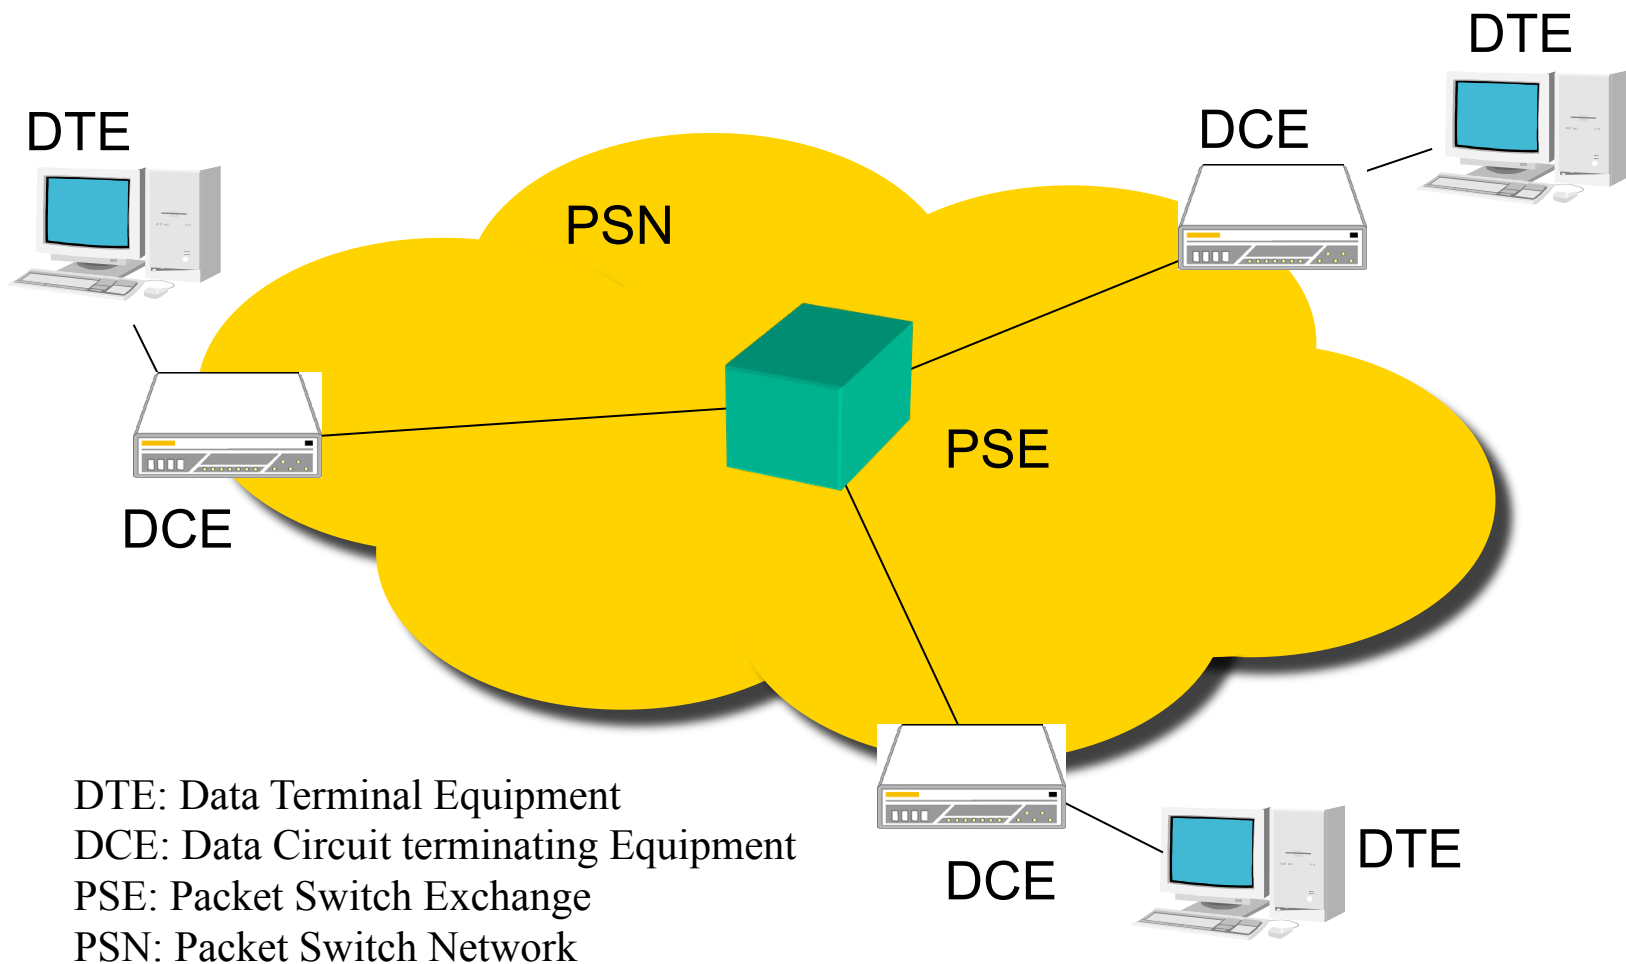 DTE
DTE
DCE
PSN
PSE
DCE
DTE
DCE
DTE: Data Terminal Equipment
DCE: Data Circuit terminating Equipment
PSE: Packet Switch Exchange
PSN: Packet Switch Network